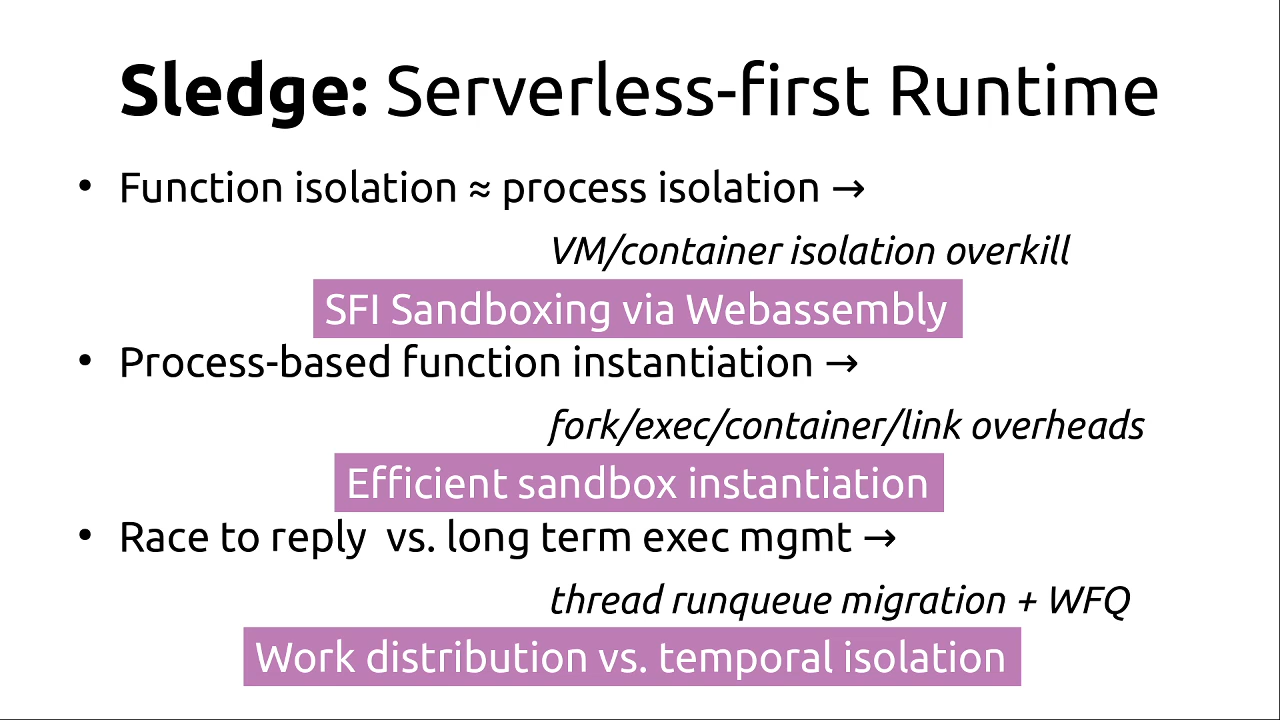 Sledge: Serverless-first Runtime
• Function isolation ≈ process isolation →
VM/container isolation overkill
SFI Sandboxing via Webassembly
• Process-based function instantiation →
fork/exec/container/link overheads
Efficient sandbox instantiation
• Race to reply  vs. long term exec mgmt →
thread runqueue migration + WFQ
Work distribution vs. temporal isolation